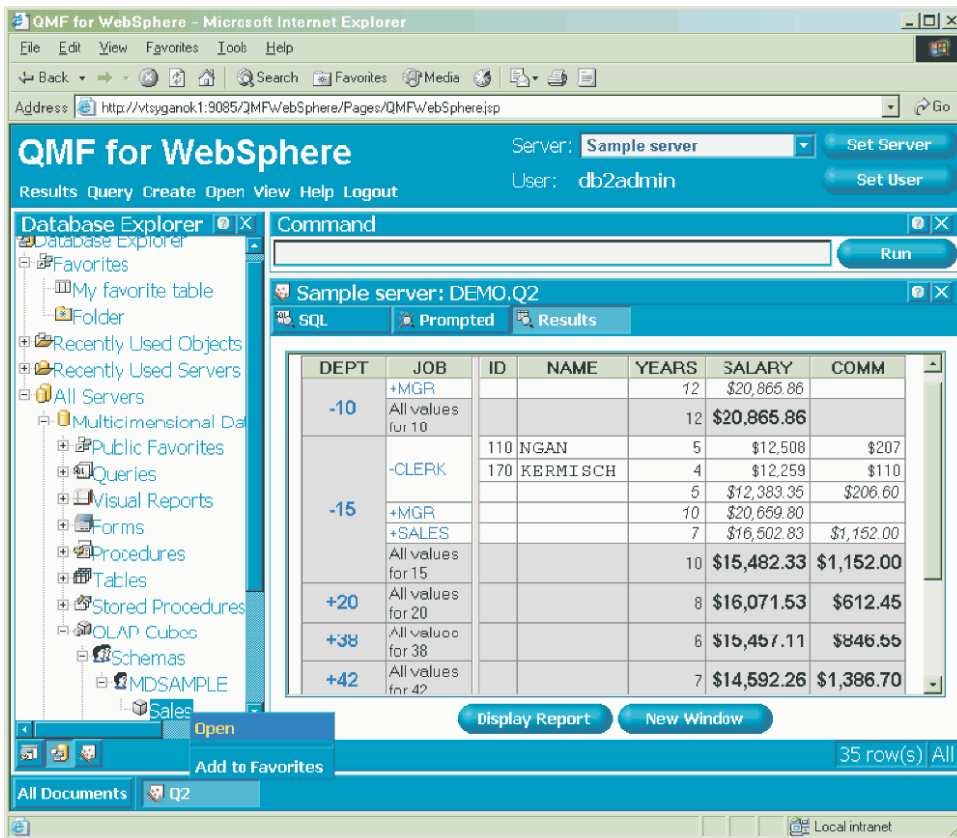 QMF for WebSphere - Microsoft Internet Explorer
File Edit View Favorites Tools Help
Back Search Favorites Media
Address http://vtsyganok1:9085/QMFWebSphere/Pages/QMFWebSphere.jsp Go
QMF for WebSphere
Server: Sample server Set Server
User: db2admin Set User
Results Query Create Open View Help Logout
Database Explorer
Database Explorer
Favorites
My favorite table
Folder
Recently Used Objects
Recently Used Servers
All Servers
Multicimensional Dat
Public Favorites
Queries
Visual Reports
Forms
Procedures
Tables
Stored Procedures
OLAP Cubes
Schemas
MDSAMPLE
Sales
Open
Add to Favorites
Command
Run
Sample server: DEMO.Q2
SQL Prompted Results
DEPT JOB ID NAME YEARS SALARY COMM
+MGR 12 $20,865.86
-10 All values for 10 12 $20,865.86
-15 -CLERK 110 NGAN 5 $12,508 $207
170 KERMISCH 4 $12,259 $110
5 $12,383.35 $206.60
+MGR 10 $20,659.80
+SALES 7 $16,502.83 $1,152.00
All values for 15 10 $15,482.33 $1,152.00
+20 All values for 20 8 $16,071.53 $612.45
+38 All values for 38 6 $15,457.11 $846.55
+42 All values for 42 7 $14,592.26 $1,386.70
Display Report New Window
35 row(s) All
All Documents Q2
Local intranet